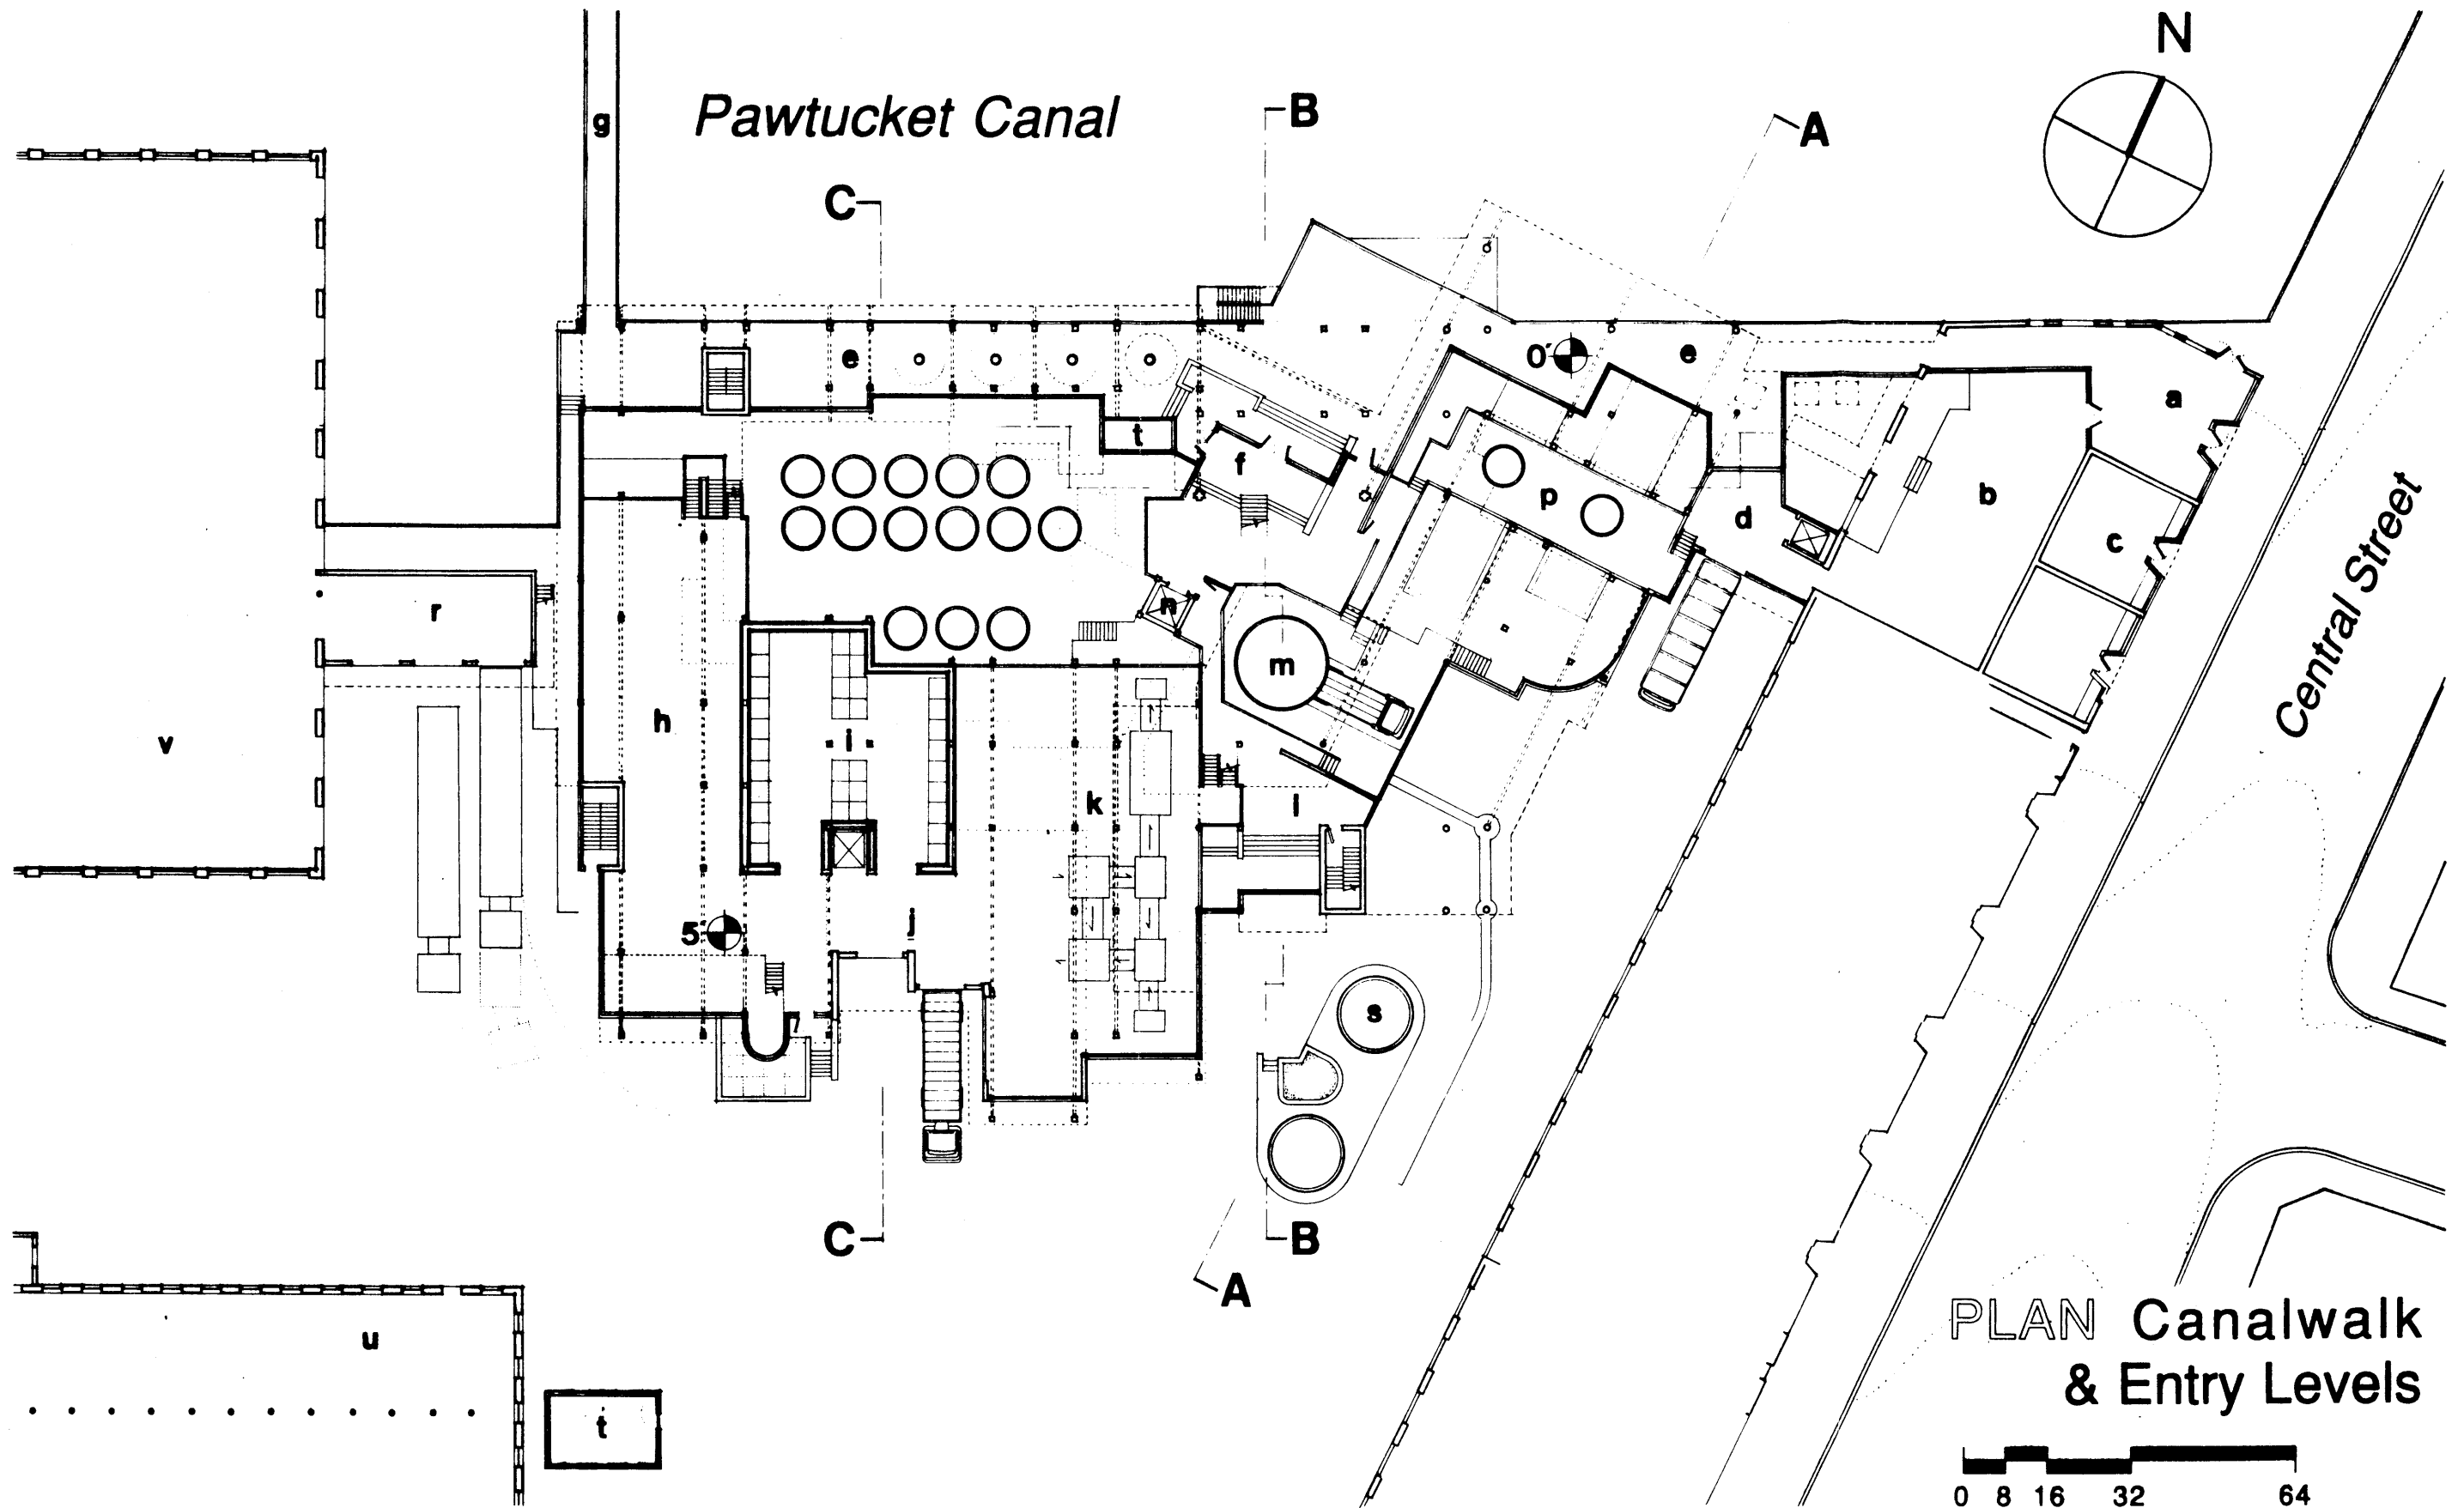 N
Pawtucket Canal
g
B
A
C
e
0'
e
a
t
f
p
b
d
c
r
n
m
h
v
i
k
l
j
5
s
Central Street
C
B
A
u
t
PLAN Canalwalk
& Entry Levels
0 8 16 32 64